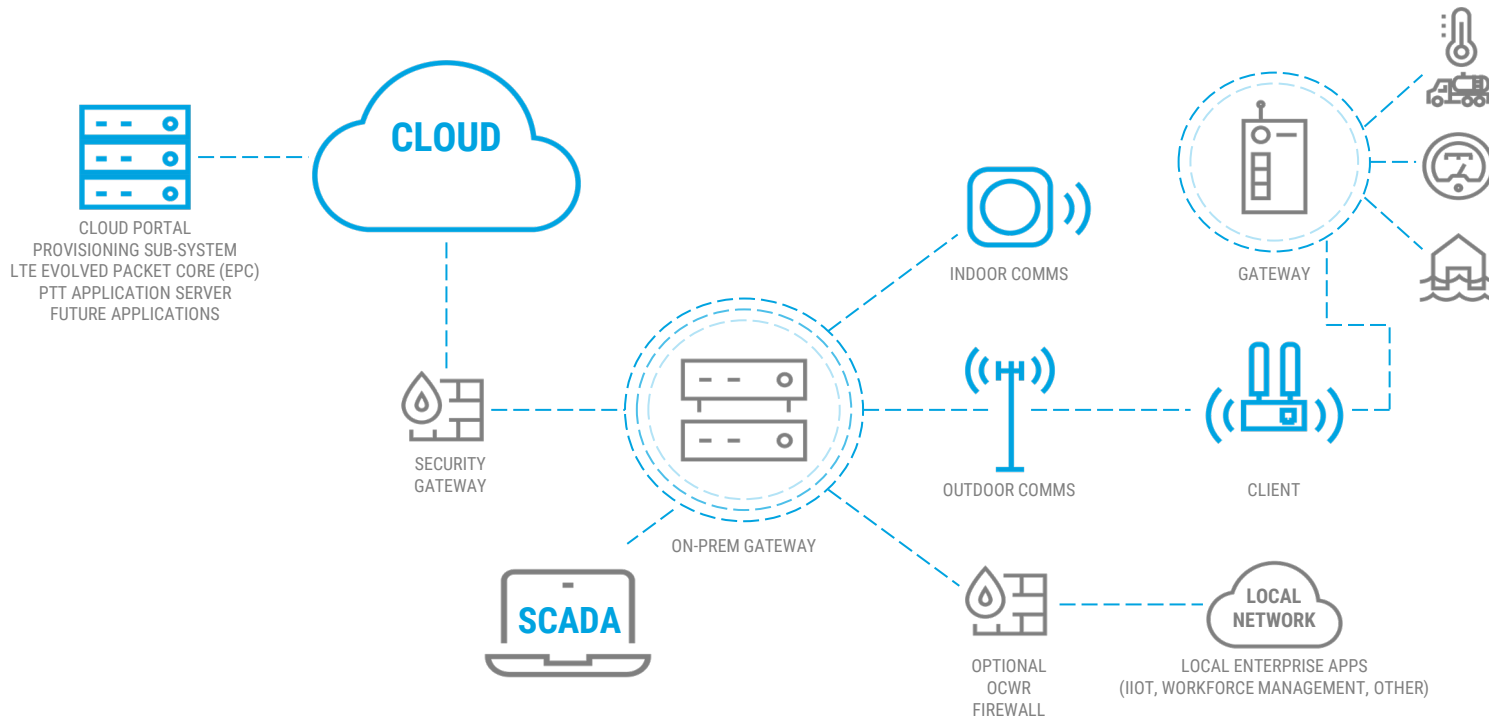 CLOUD
CLOUD PORTAL
PROVISIONING SUB-SYSTEM
LTE EVOLVED PACKET CORE (EPC)
PTT APPLICATION SERVER
FUTURE APPLICATIONS
INDOOR COMMS
GATEWAY
SECURITY
GATEWAY
OUTDOOR COMMS
CLIENT
ON-PREM GATEWAY
SCADA
OPTIONAL
OCWR
FIREWALL
LOCAL
NETWORK
LOCAL ENTERPRISE APPS
(IIOT, WORKFORCE MANAGEMENT, OTHER)